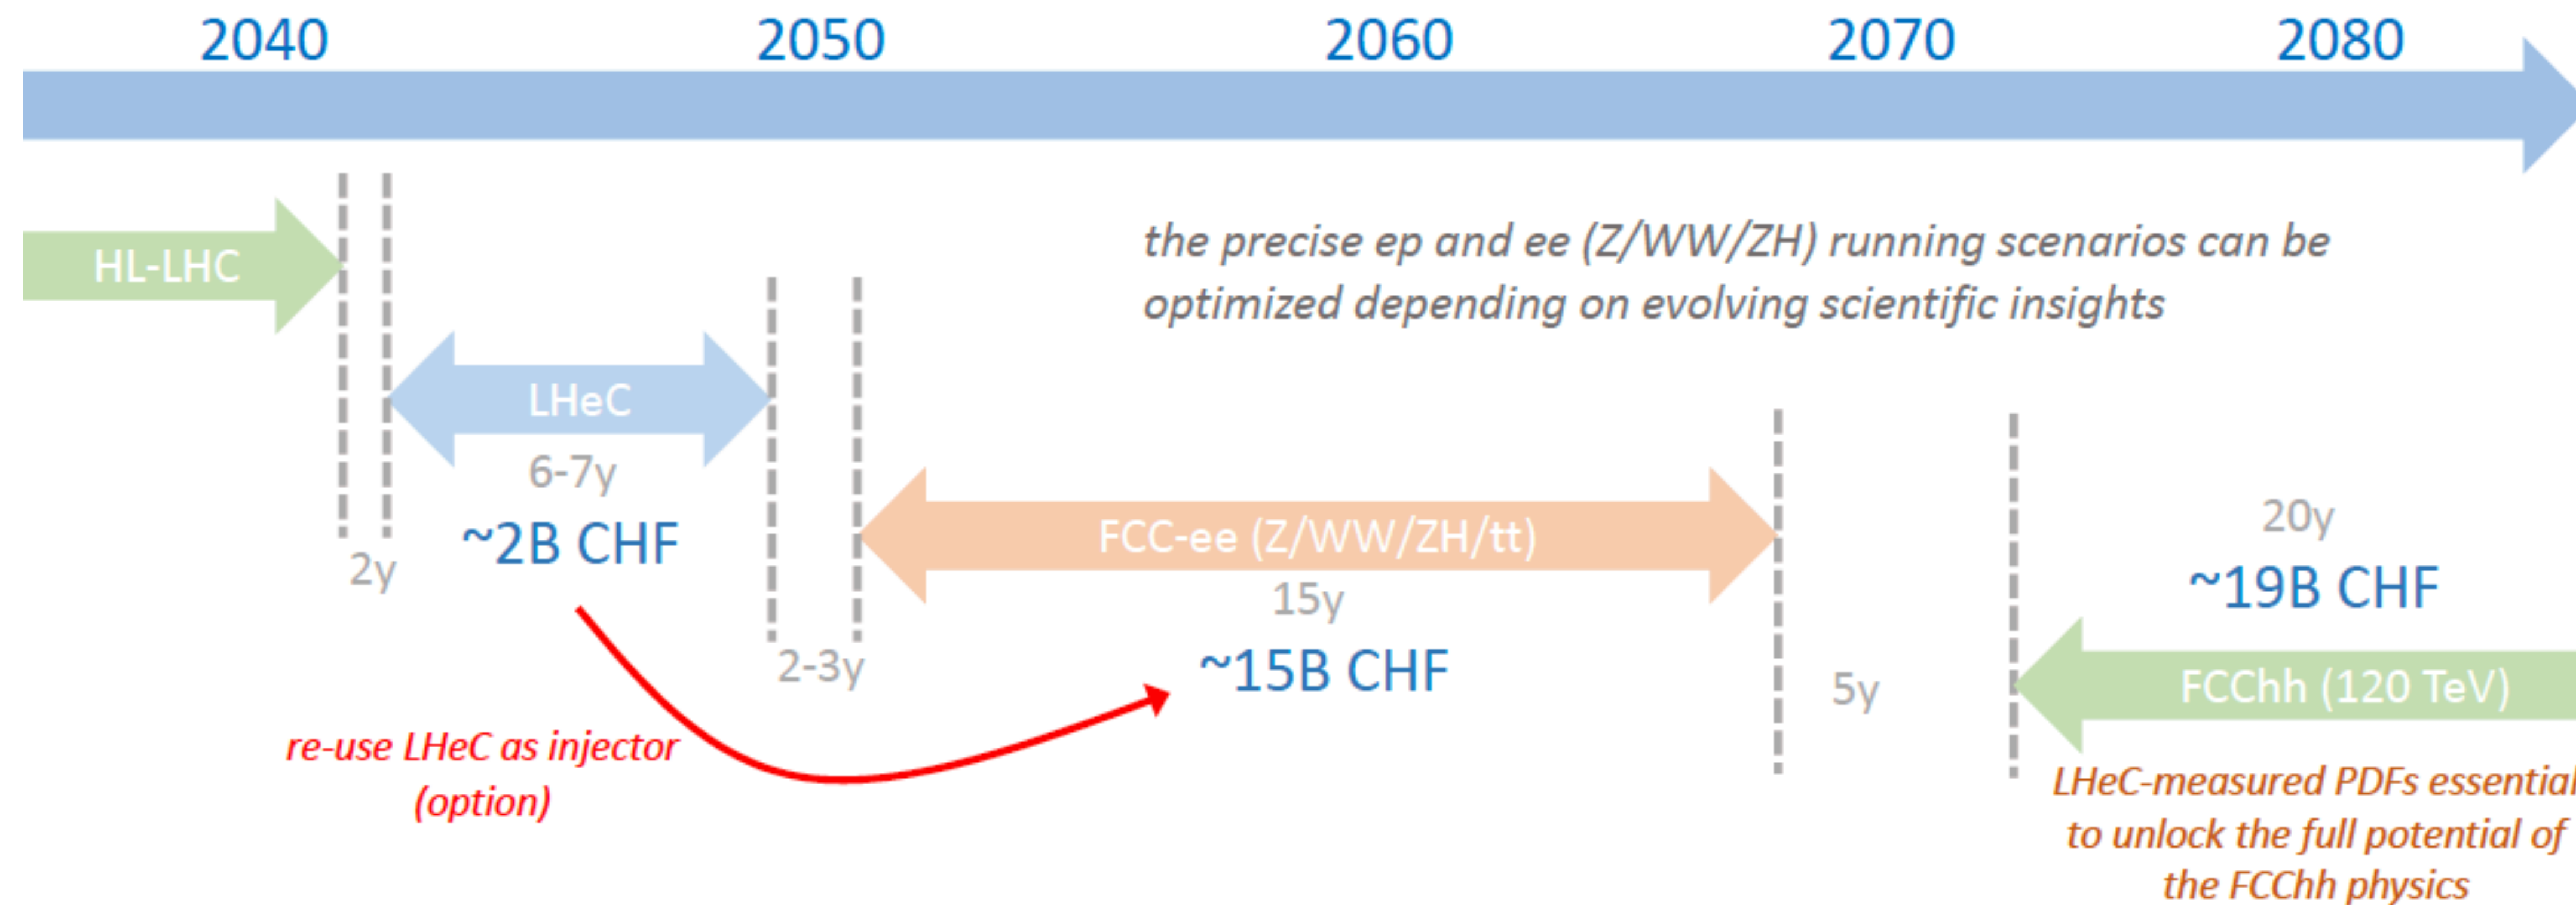 2040 2050 2060 2070 2080
HL-LHC
the precise ep and ee (Z/WW/ZH) running scenarios can be
optimized depending on evolving scientific insights
LHeC
6-7y
~2B CHF
2y
FCC-ee (Z/WW/ZH/tt)
15y
~15B CHF
2-3y
20y
~19B CHF
5y
FCChh (120 TeV)
re-use LHeC as injector
(option)
LHeC-measured PDFs essential
to unlock the full potential of
the FCChh physics